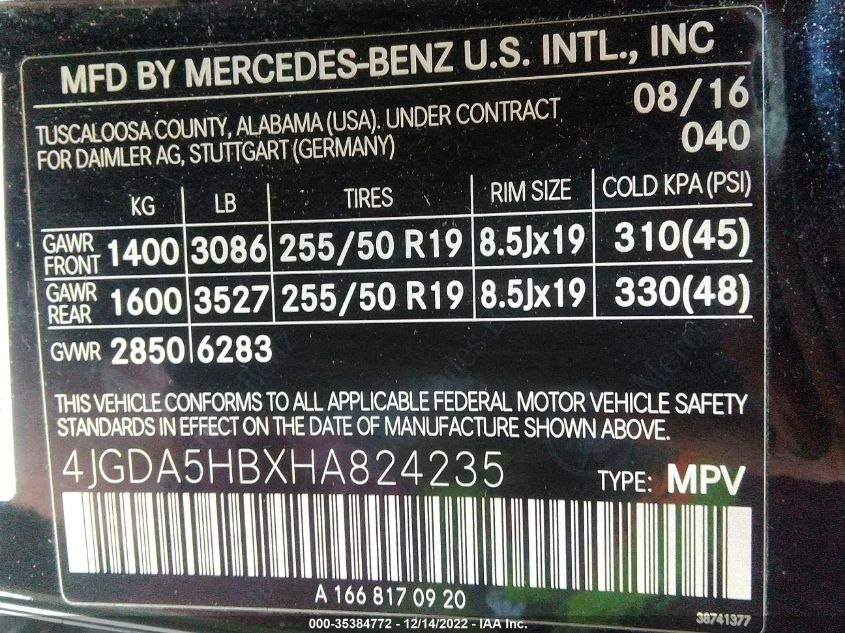 MFD BY MERCEDES-BENZ U.S. INTL., INC
TUSCALOOSA COUNTY, ALABAMA (USA). UNDER CONTRACT 08/16
FOR DAIMLER AG, STUTTGART (GERMANY) 040
KG LB TIRES RIM SIZE COLD KPA (PSI)
GAWR FRONT 1400 3086 255/50 R19 8.5Jx19 310(45)
GAWR REAR 1600 3527 255/50 R19 8.5Jx19 330(48)
GVWR 2850 6283
THIS VEHICLE CONFORMS TO ALL APPLICABLE FEDERAL MOTOR VEHICLE SAFETY
STANDARDS IN EFFECT ON THE DATE OF MANUFACTURE SHOWN ABOVE.
4JGDA5HBXHA824235 TYPE: MPV
A 166 817 09 20
38741377
000-35384772 - 12/14/2022 - IAA Inc.